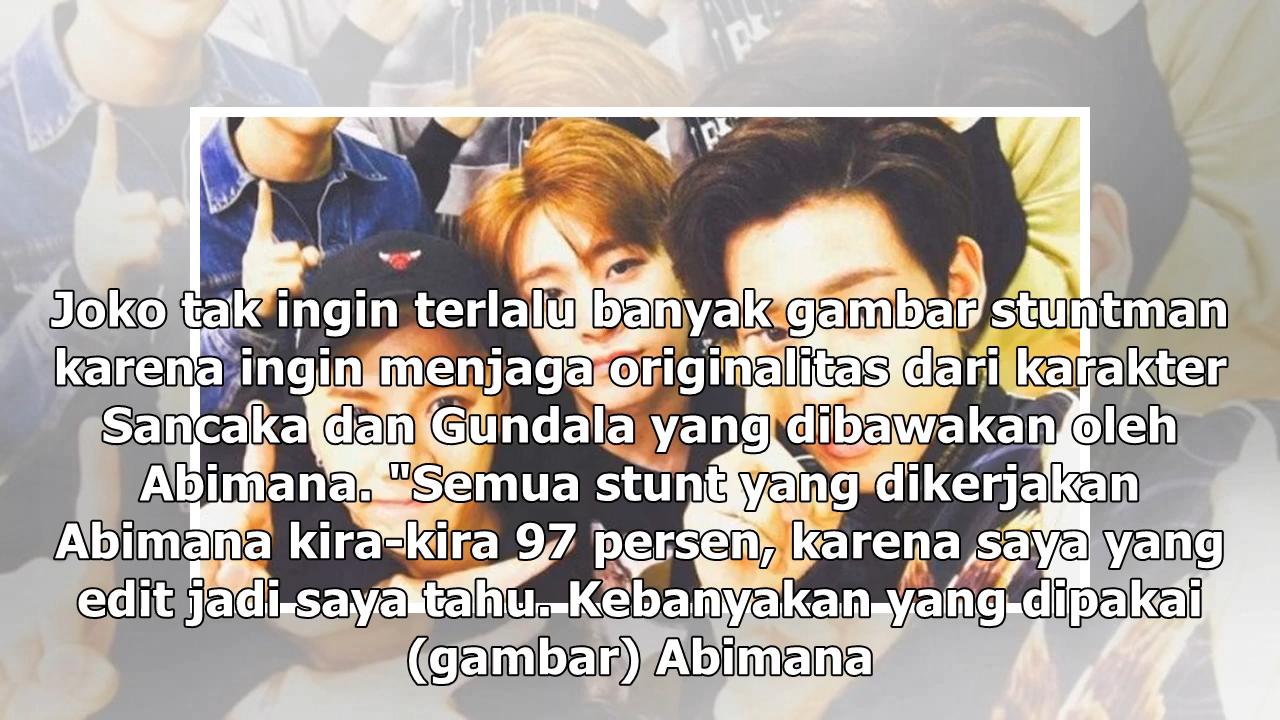 Joko tak ingin terlalu banyak gambar stuntman
karena ingin menjaga originalitas dari karakter
Sancaka dan Gundala yang dibawakan oleh
Abimana. "Semua stunt yang dikerjakan
Abimana kira-kira 97 persen, karena saya yang
edit jadi saya tahu. Kebanyakan yang dipakai
(gambar) Abimana